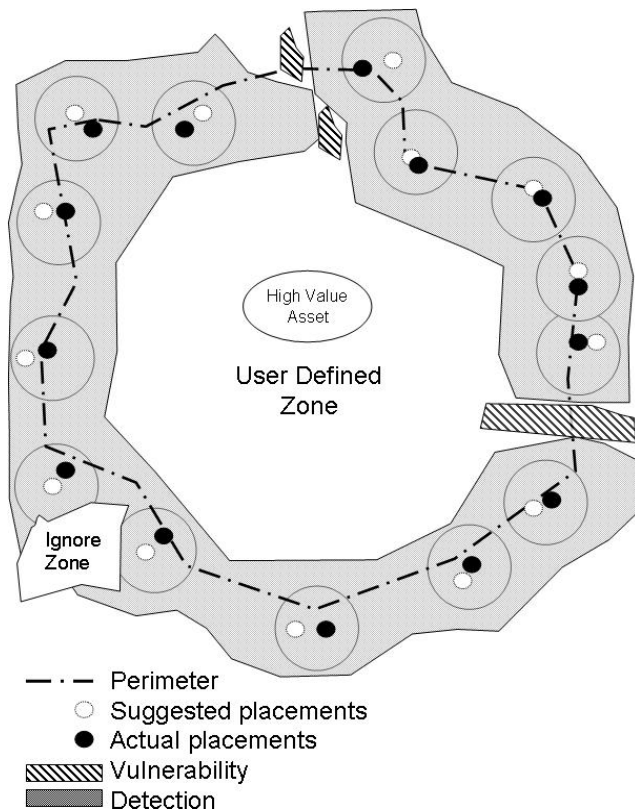 High Value
Asset
User Defined
Zone
Ignore
Zone
Perimeter
Suggested placements
Actual placements
Vulnerability
Detection